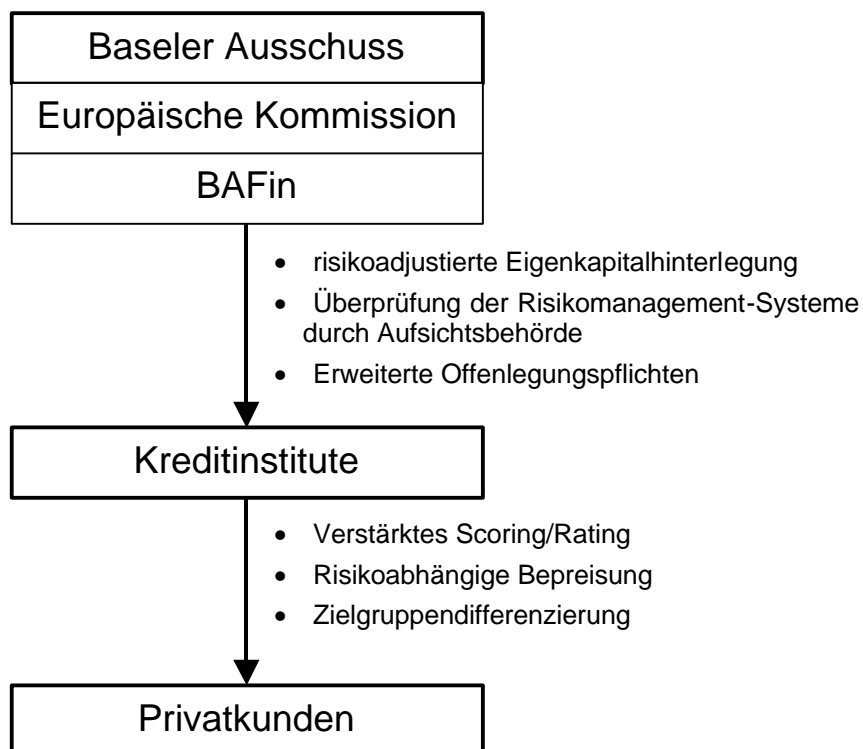 Baseler Ausschuss
Europäische Kommission
BAFin
• risikoadjustierte Eigenkapitalhinterlegung
• Überprüfung der Risikomanagement-Systeme
durch Aufsichtsbehörde
• Erweiterte Offenlegungspflichten
Kreditinstitute
• Verstärktes Scoring/Rating
• Risikoabhängige Bepreisung
• Zielgruppendifferenzierung
Privatkunden